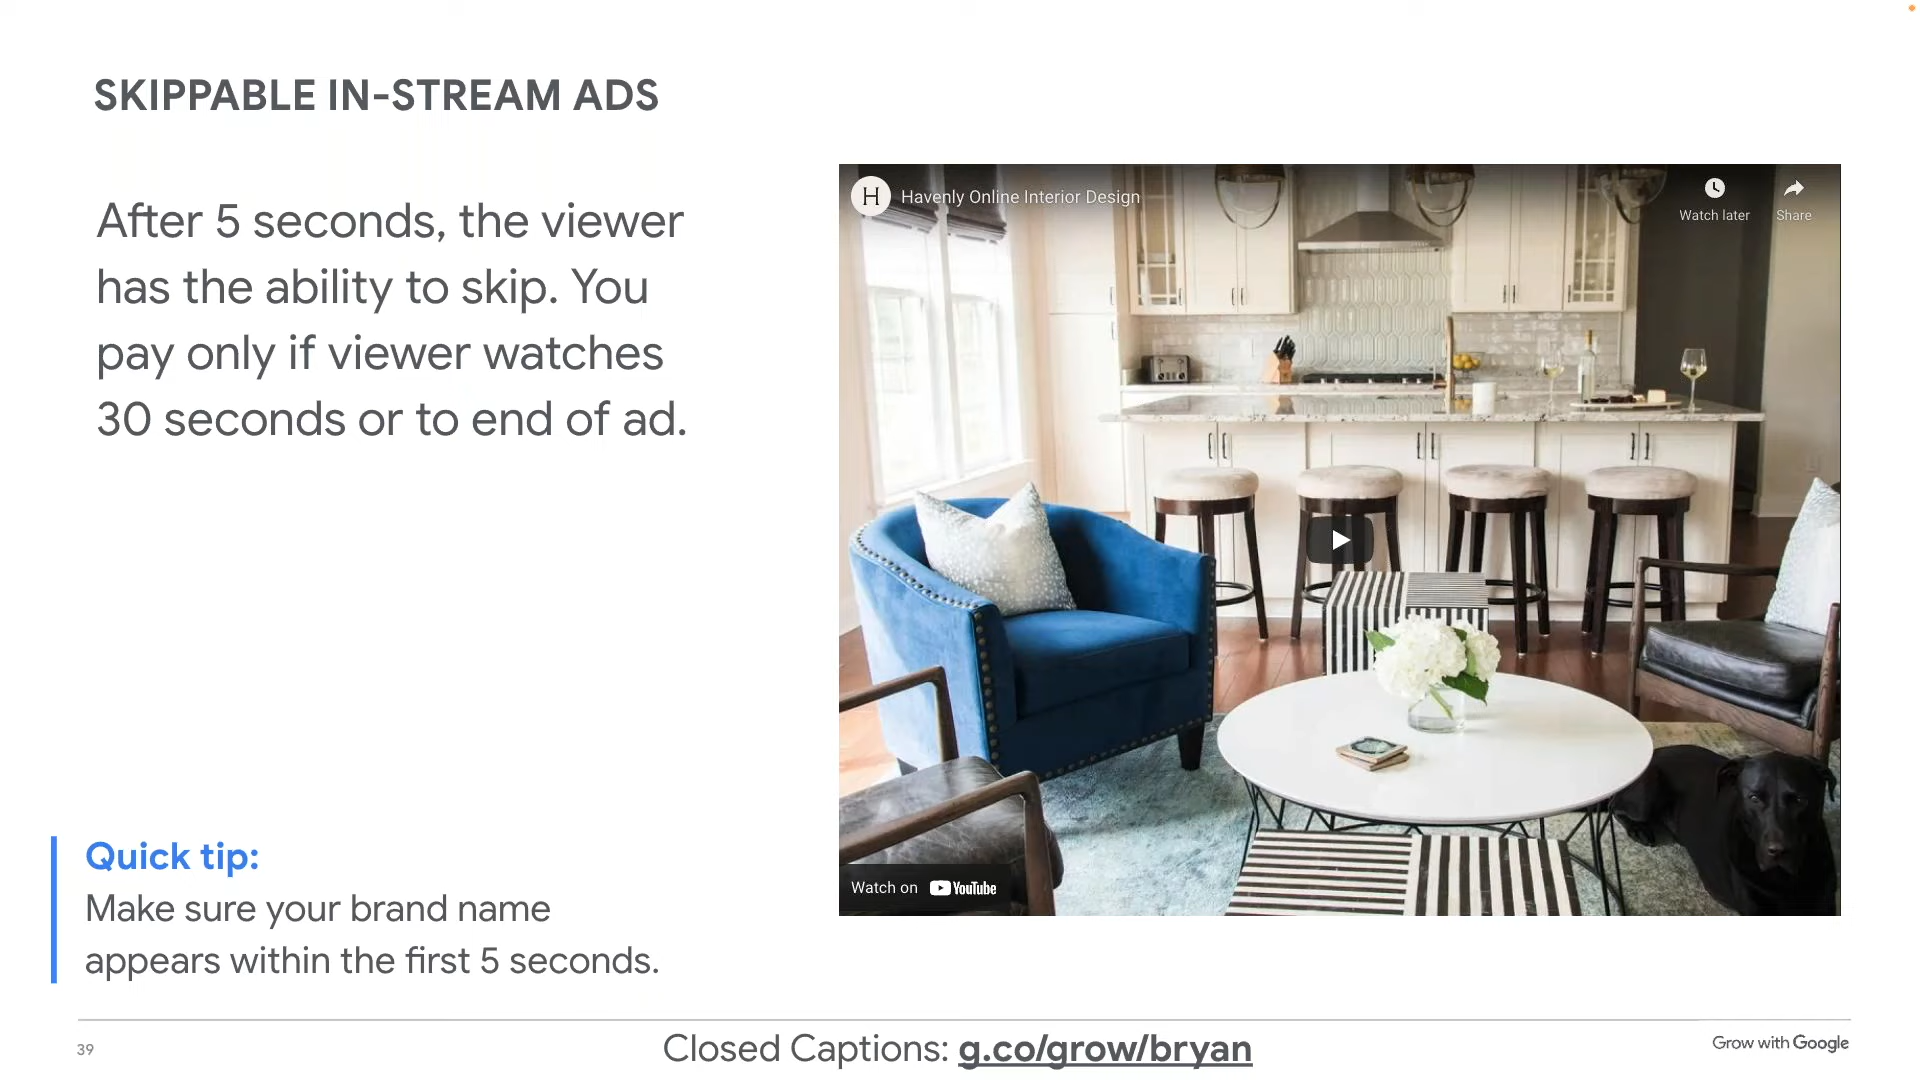 SKIPPABLE IN-STREAM ADS
After 5 seconds, the viewer
has the ability to skip. You
pay only if viewer watches
30 seconds or to end of ad.
H Havenly Online Interior Design
Watch later
Share
Watch on YouTube
Quick tip:
Make sure your brand name
appears within the first 5 seconds.
39
Closed Captions: g.co/grow/bryan
Grow with Google